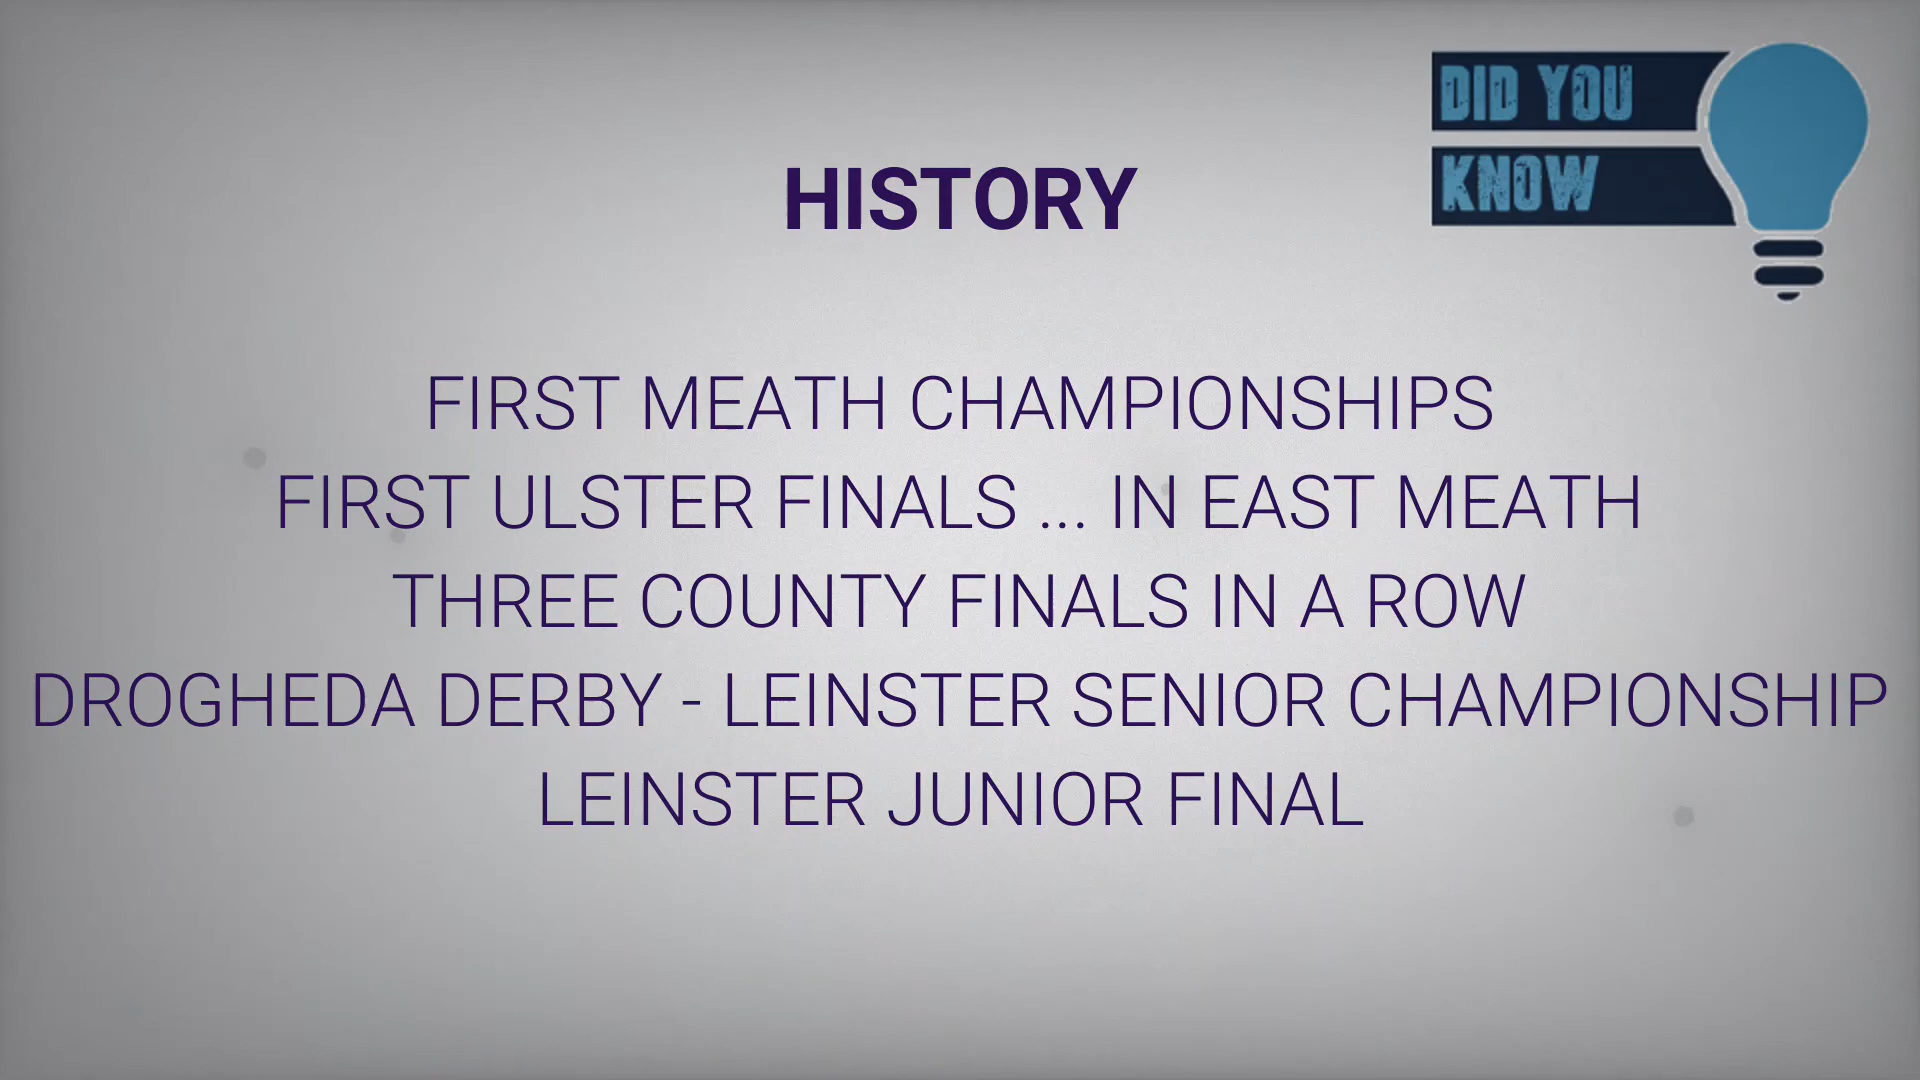 DID YOU
KNOW
HISTORY
FIRST MEATH CHAMPIONSHIPS
FIRST ULSTER FINALS ... IN EAST MEATH
THREE COUNTY FINALS IN A ROW
DROGHEDA DERBY - LEINSTER SENIOR CHAMPIONSHIP
LEINSTER JUNIOR FINAL